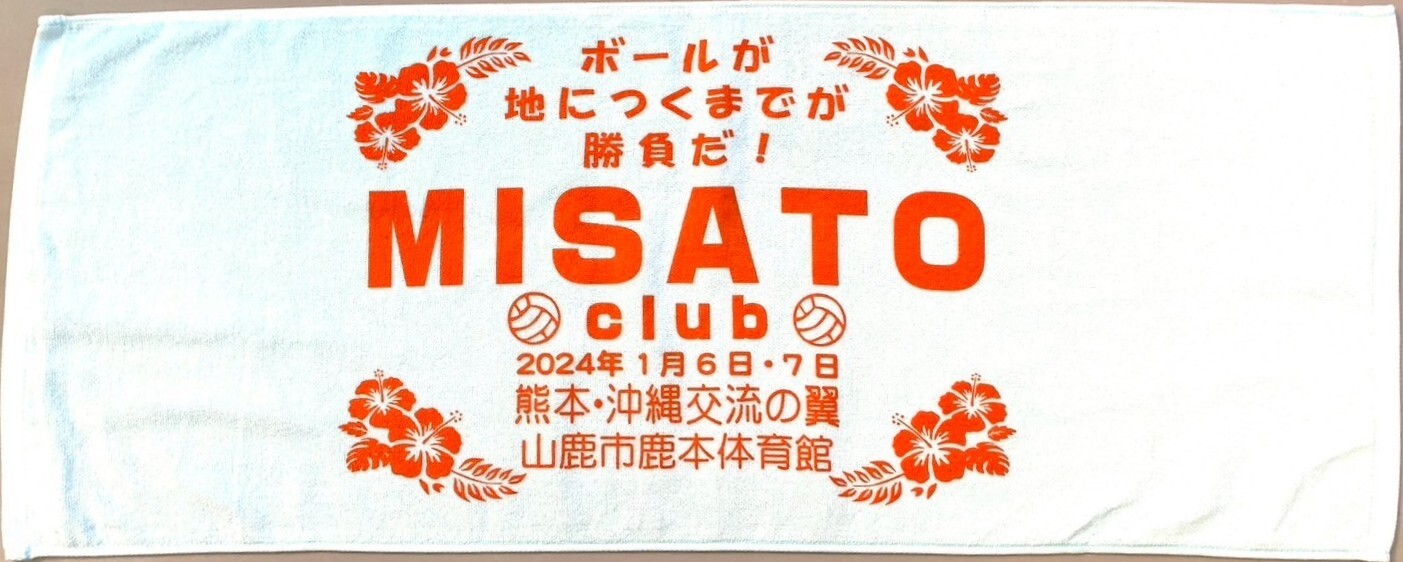 ボールが
地につくまでが
勝負だ！
MISATO
club
2024年1月6日・7日
熊本・沖縄交流の翼
山鹿市鹿本体育館